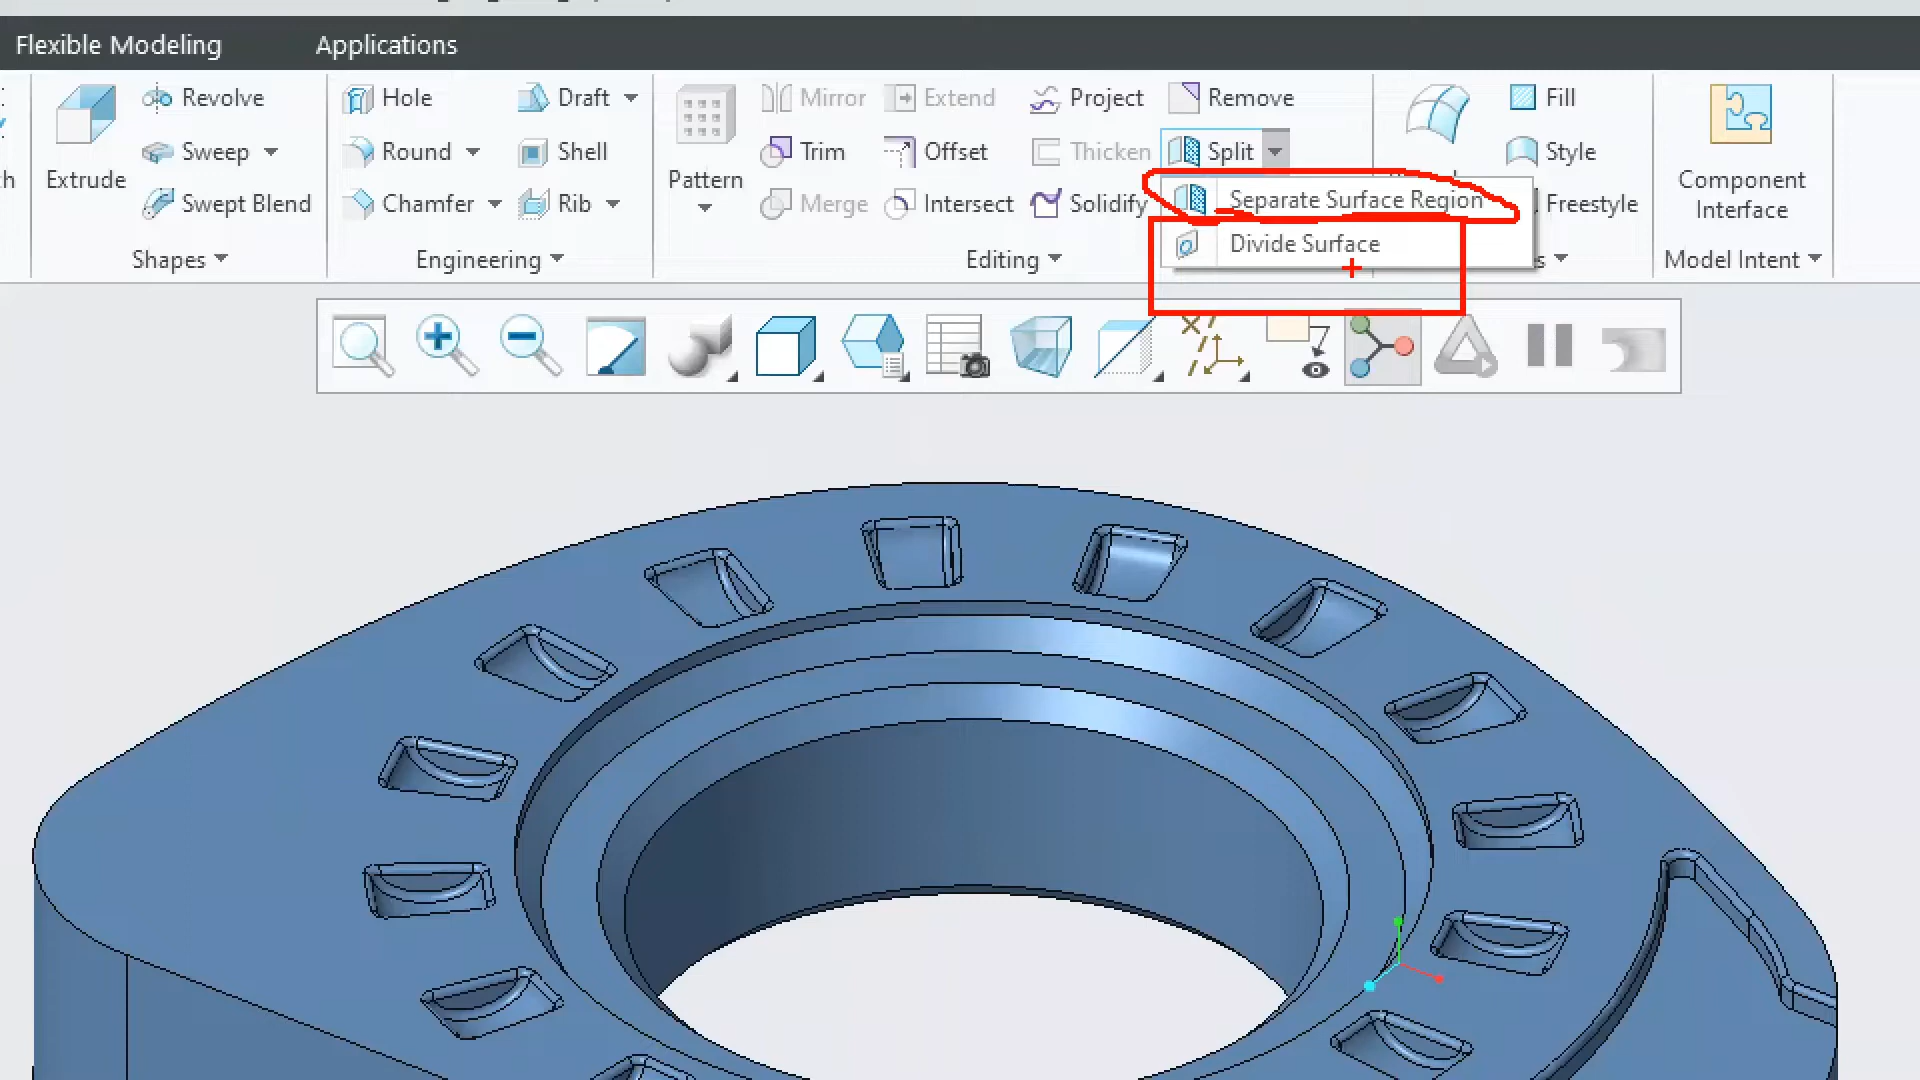 Flexible Modeling Applications
Revolve Hole Draft Mirror Extend Project Remove Fill
Sweep Round Shell Trim Offset Thicken Split Style
Extrude Pattern Component Interface
Swept Blend Chamfer Rib Merge Intersect Solidify Separate Surface Region Freestyle
Divide Surface
Shapes Engineering Editing Model Intent